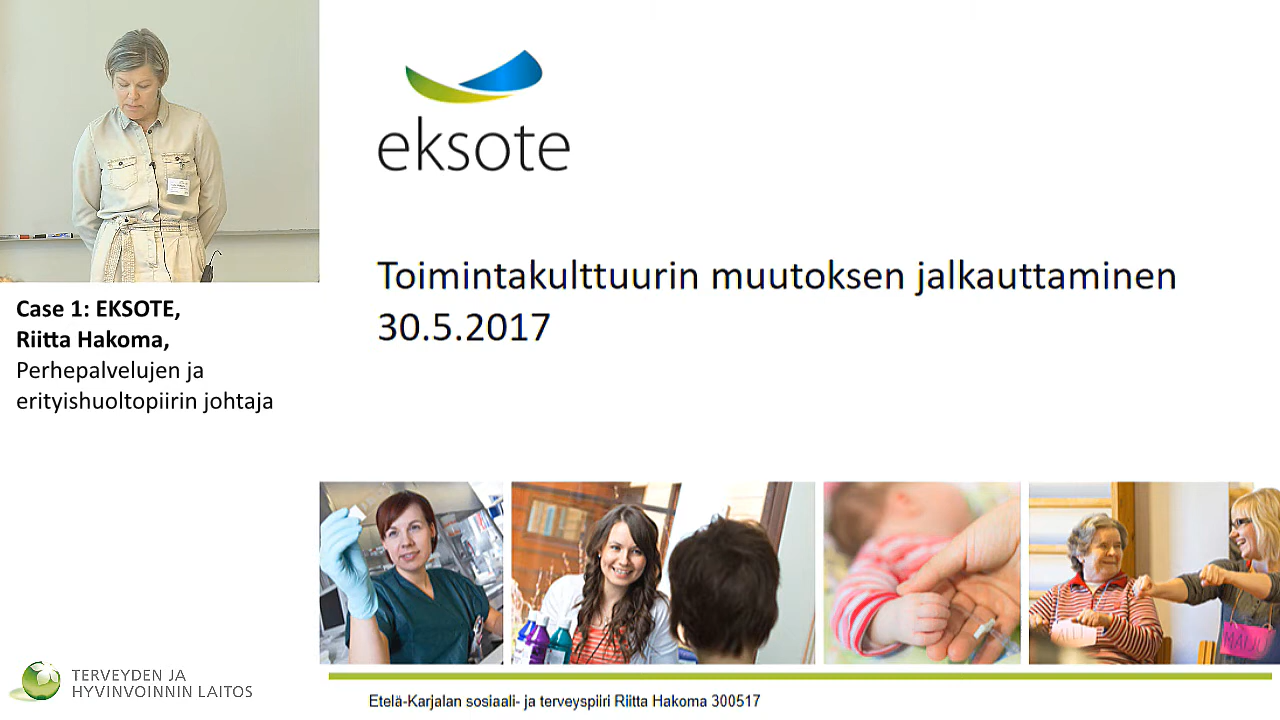 eksote
Toimintakulttuurin muutoksen jalkauttaminen
30.5.2017
Case 1: EKSOTE,
Riitta Hakoma,
Perhepalvelujen ja
erityishuoltopiirin johtaja
TERVEYDEN JA
HYVINVOINNIN LAITOS
Etelä-Karjalan sosiaali- ja terveyspiiri Riitta Hakoma 300517